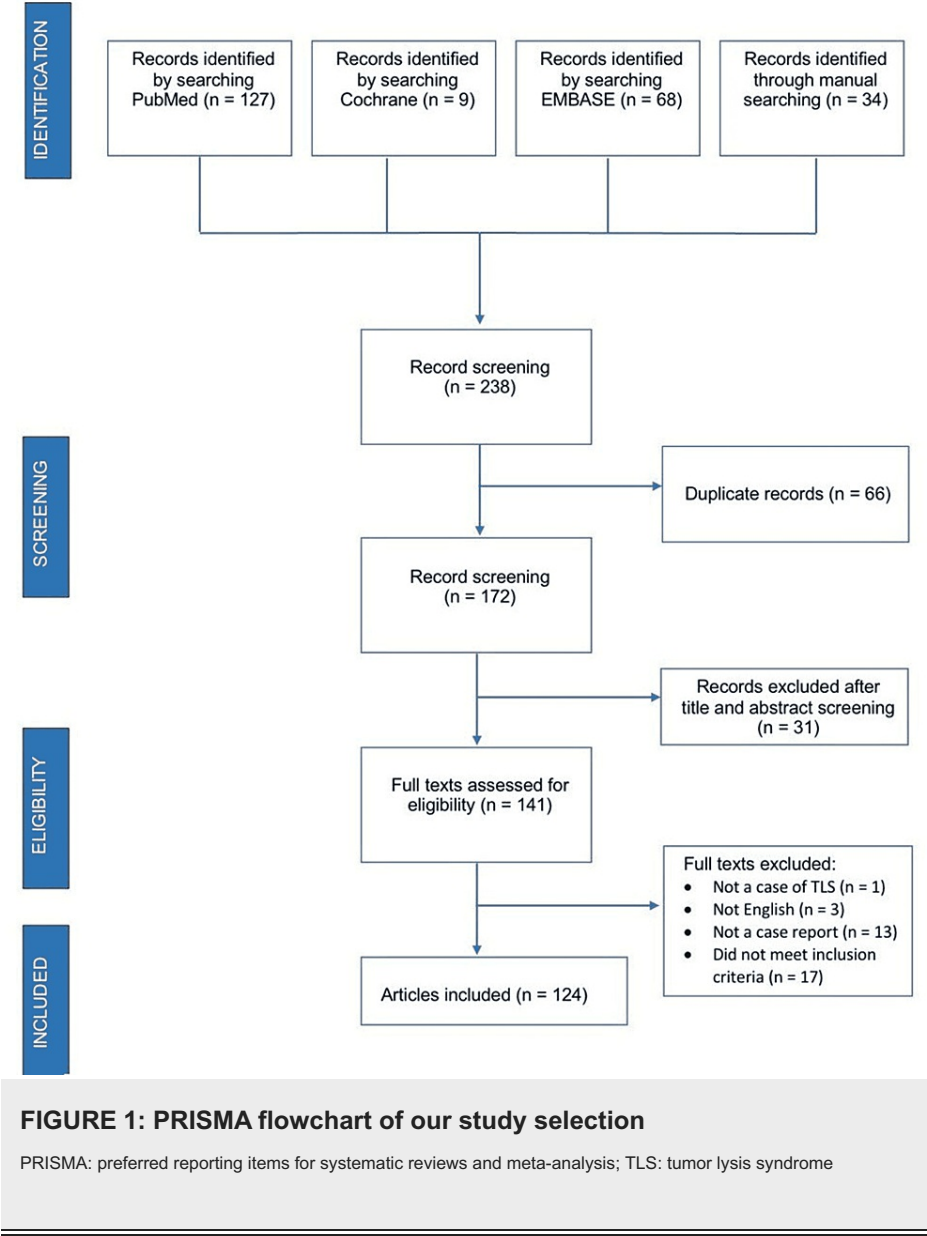 IDENTIFICATION
Records identified
by searching
PubMed (n = 127)
Records identified
by searching
Cochrane (n = 9)
Records identified
by searching
EMBASE (n = 68)
Records identified
through manual
searching (n = 34)
Record screening
(n = 238)
SCREENING
Duplicate records (n = 66)
Record screening
(n = 172)
Records excluded after
title and abstract screening
(n = 31)
ELIGIBILITY
Full texts assessed for
eligibility (n = 141)
Full texts excluded:
• Not a case of TLS (n = 1)
• Not English (n = 3)
• Not a case report (n = 13)
• Did not meet inclusion
criteria (n = 17)
INCLUDED
Articles included (n = 124)
FIGURE 1: PRISMA flowchart of our study selection
PRISMA: preferred reporting items for systematic reviews and meta-analysis; TLS: tumor lysis syndrome